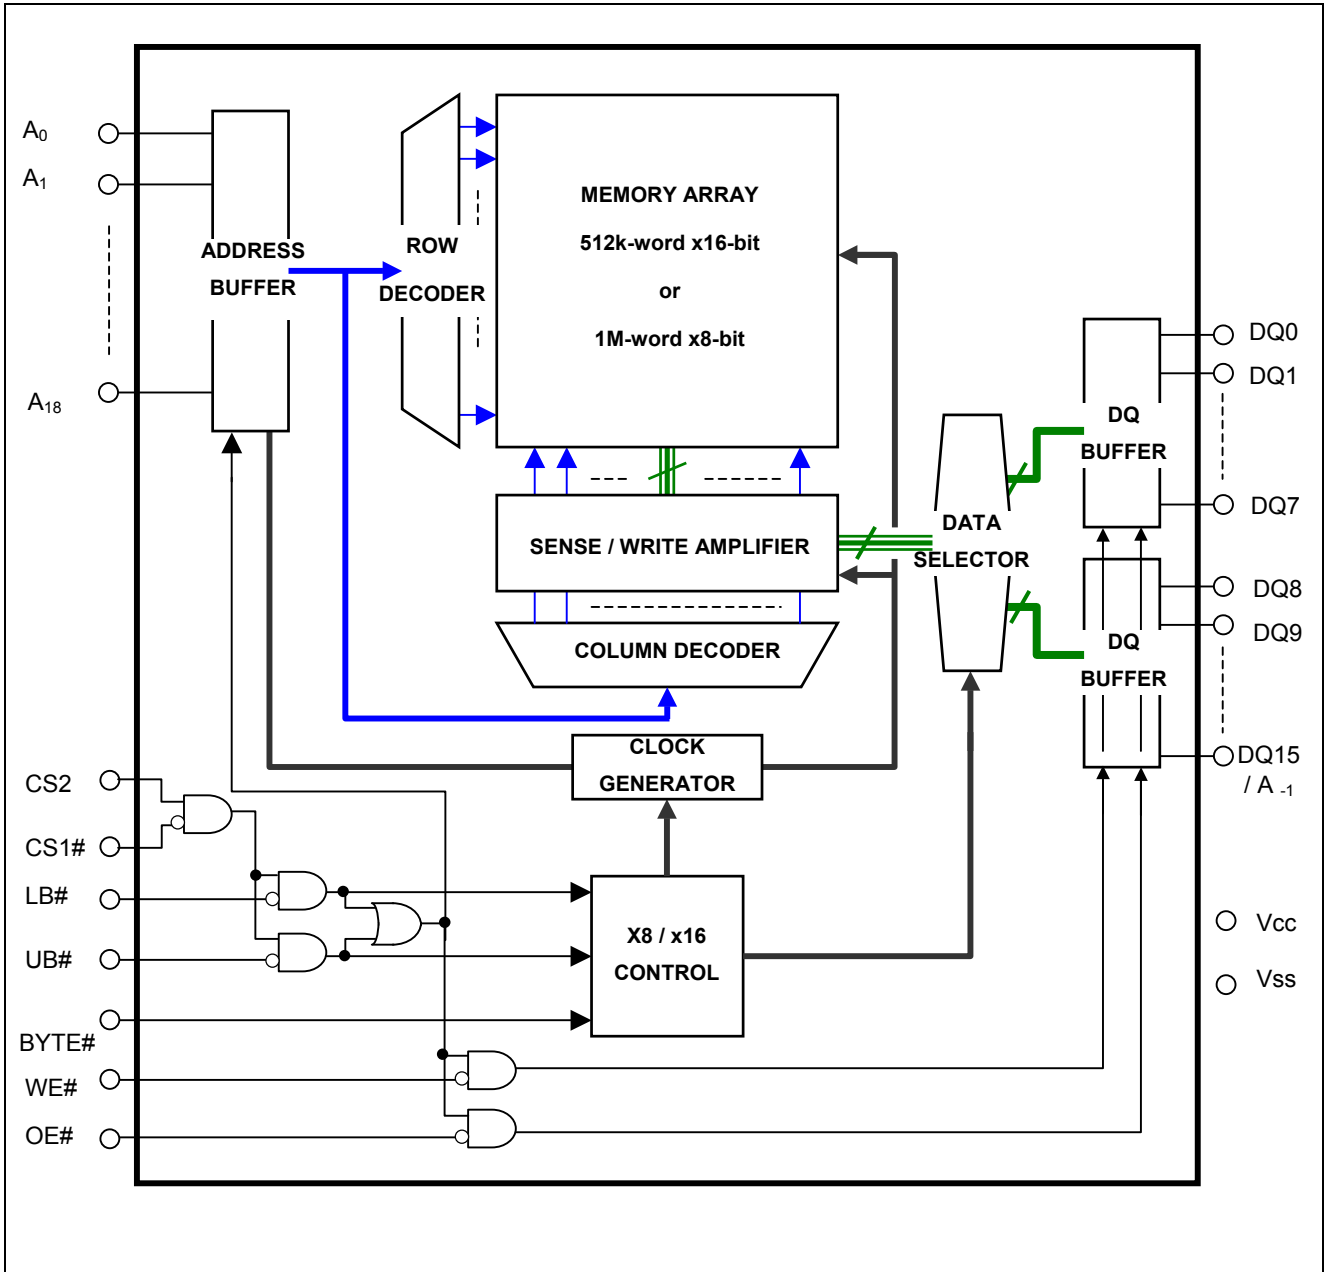 A0
A1
A18
ADDRESS
BUFFER
ROW
DECODER
MEMORY ARRAY
512k-word x16-bit
or
1M-word x8-bit
SENSE / WRITE AMPLIFIER
COLUMN DECODER
CLOCK
GENERATOR
X8 / x16
CONTROL
DATA
SELECTOR
DQ
BUFFER
DQ
BUFFER
DQ0
DQ1
DQ7
DQ8
DQ9
DQ15
/ A -1
Vcc
Vss
CS2
CS1#
LB#
UB#
BYTE#
WE#
OE#